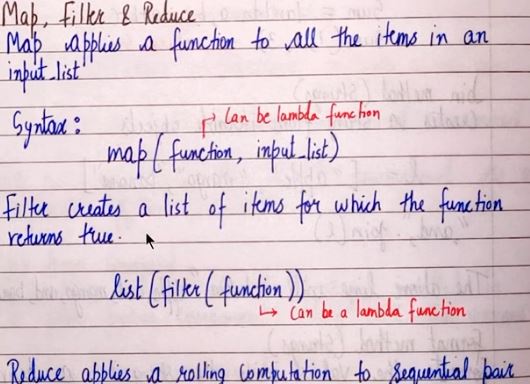 Map, Filter & Reduce
Map applies a function to all the items in an
input_list
Can be lambda function
Syntax:
map ( function, input_list)
Filter creates a list of items for which the function
returns true.
list ( filter ( function ))
Can be a lambda function
Reduce applies a rolling computation to sequential pair